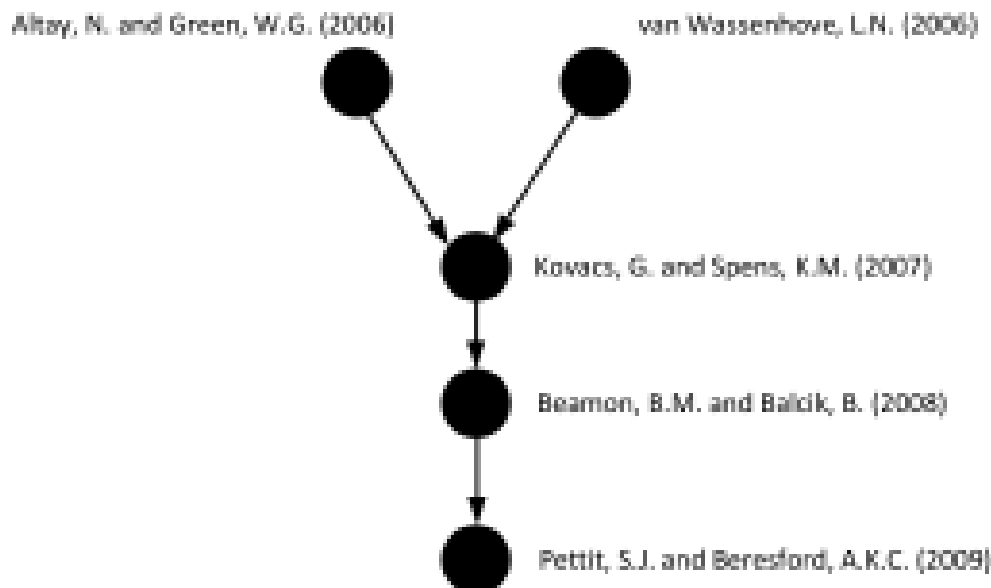 Altay, N. and Green, W.G. (2006)
van Wassenhove, L.N. (2006)
Kovacs, G. and Spens, K.M. (2007)
Beamon, B.M. and Balcik, B. (2008)
Pettit, S.J. and Beresford, A.K.C. (2009)